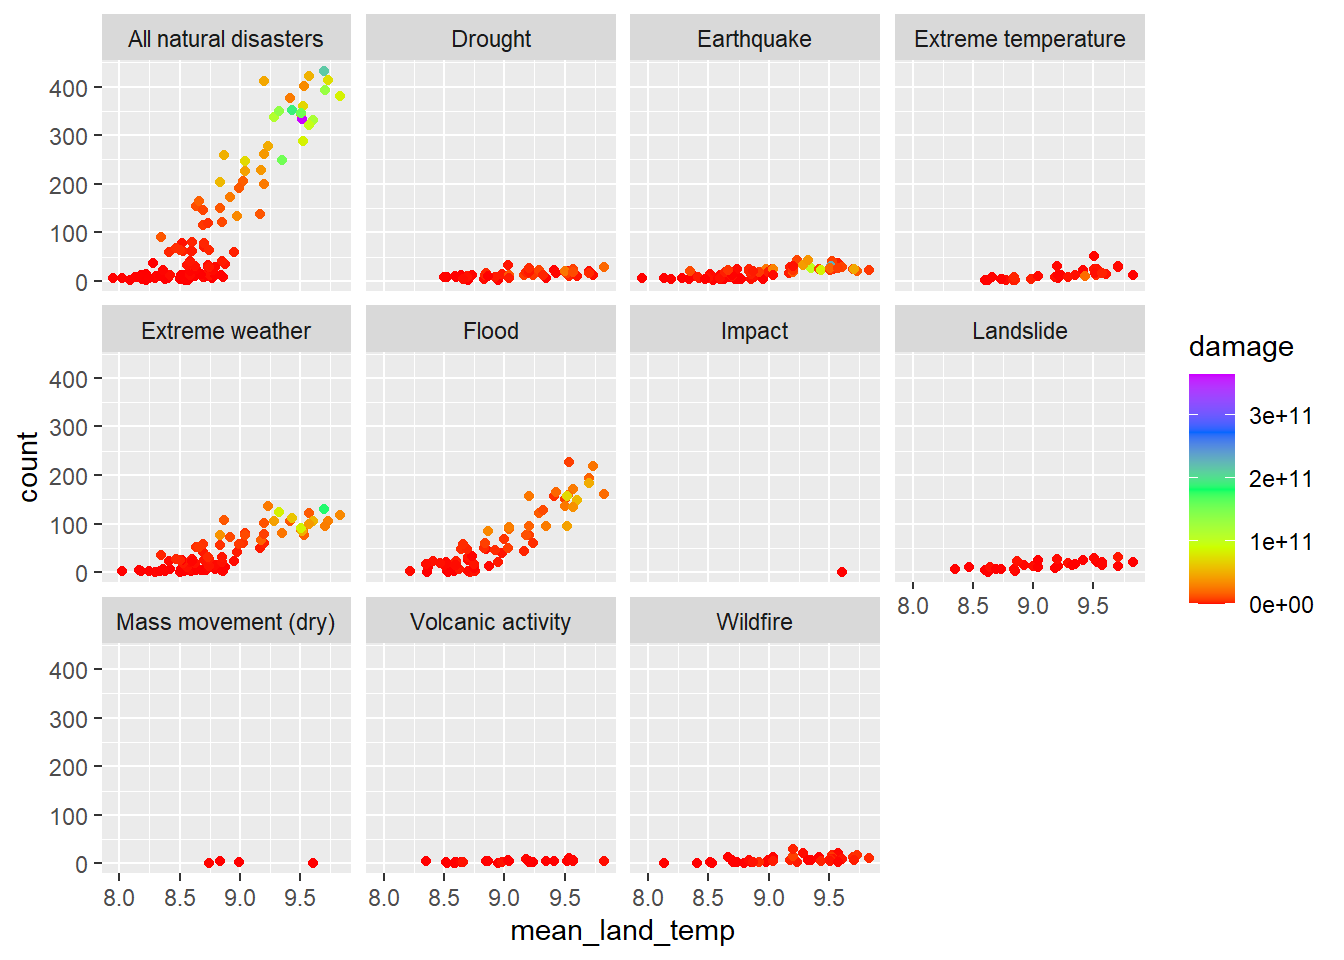 All natural disasters
Drought
Earthquake
Extreme temperature
400
300
200
100
0
Extreme weather
Flood
Impact
Landslide
400
300
200
100
0
8.0 8.5 9.0 9.5
Mass movement (dry)
Volcanic activity
Wildfire
400
300
200
100
0
8.0 8.5 9.0 9.5
8.0 8.5 9.0 9.5
8.0 8.5 9.0 9.5
mean_land_temp
count
damage
3e+11
2e+11
1e+11
0e+00